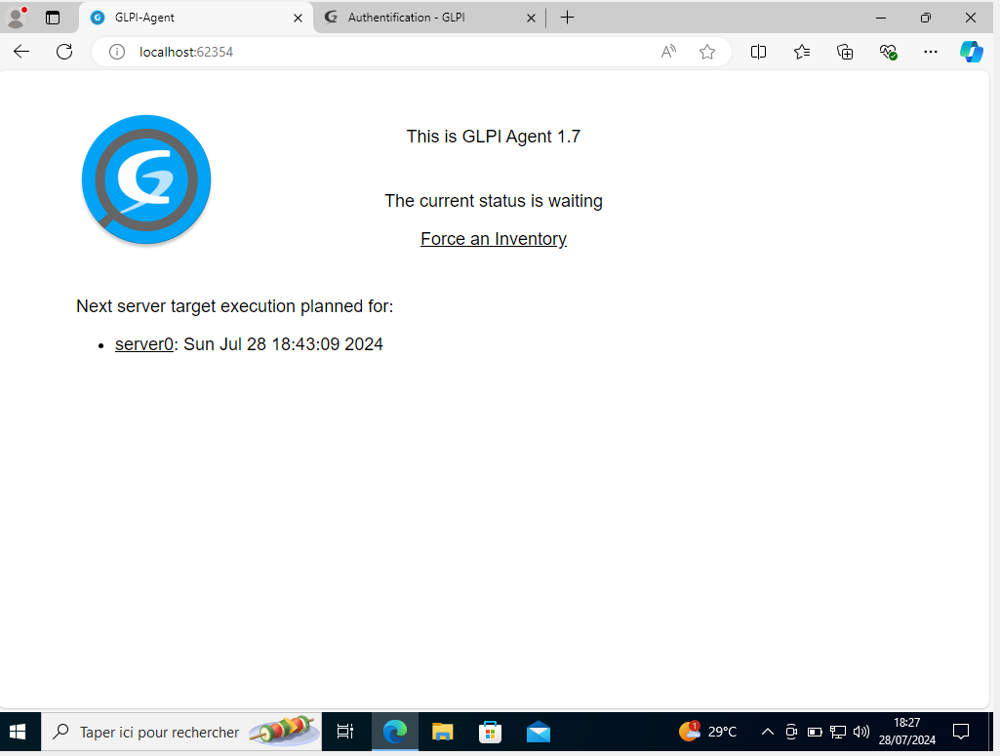 GLPI-Agent
Authentification - GLPI
localhost:62354
This is GLPI Agent 1.7
The current status is waiting
Force an Inventory
Next server target execution planned for:
server0: Sun Jul 28 18:43:09 2024
Taper ici pour rechercher
1
29°C
18:27
28/07/2024